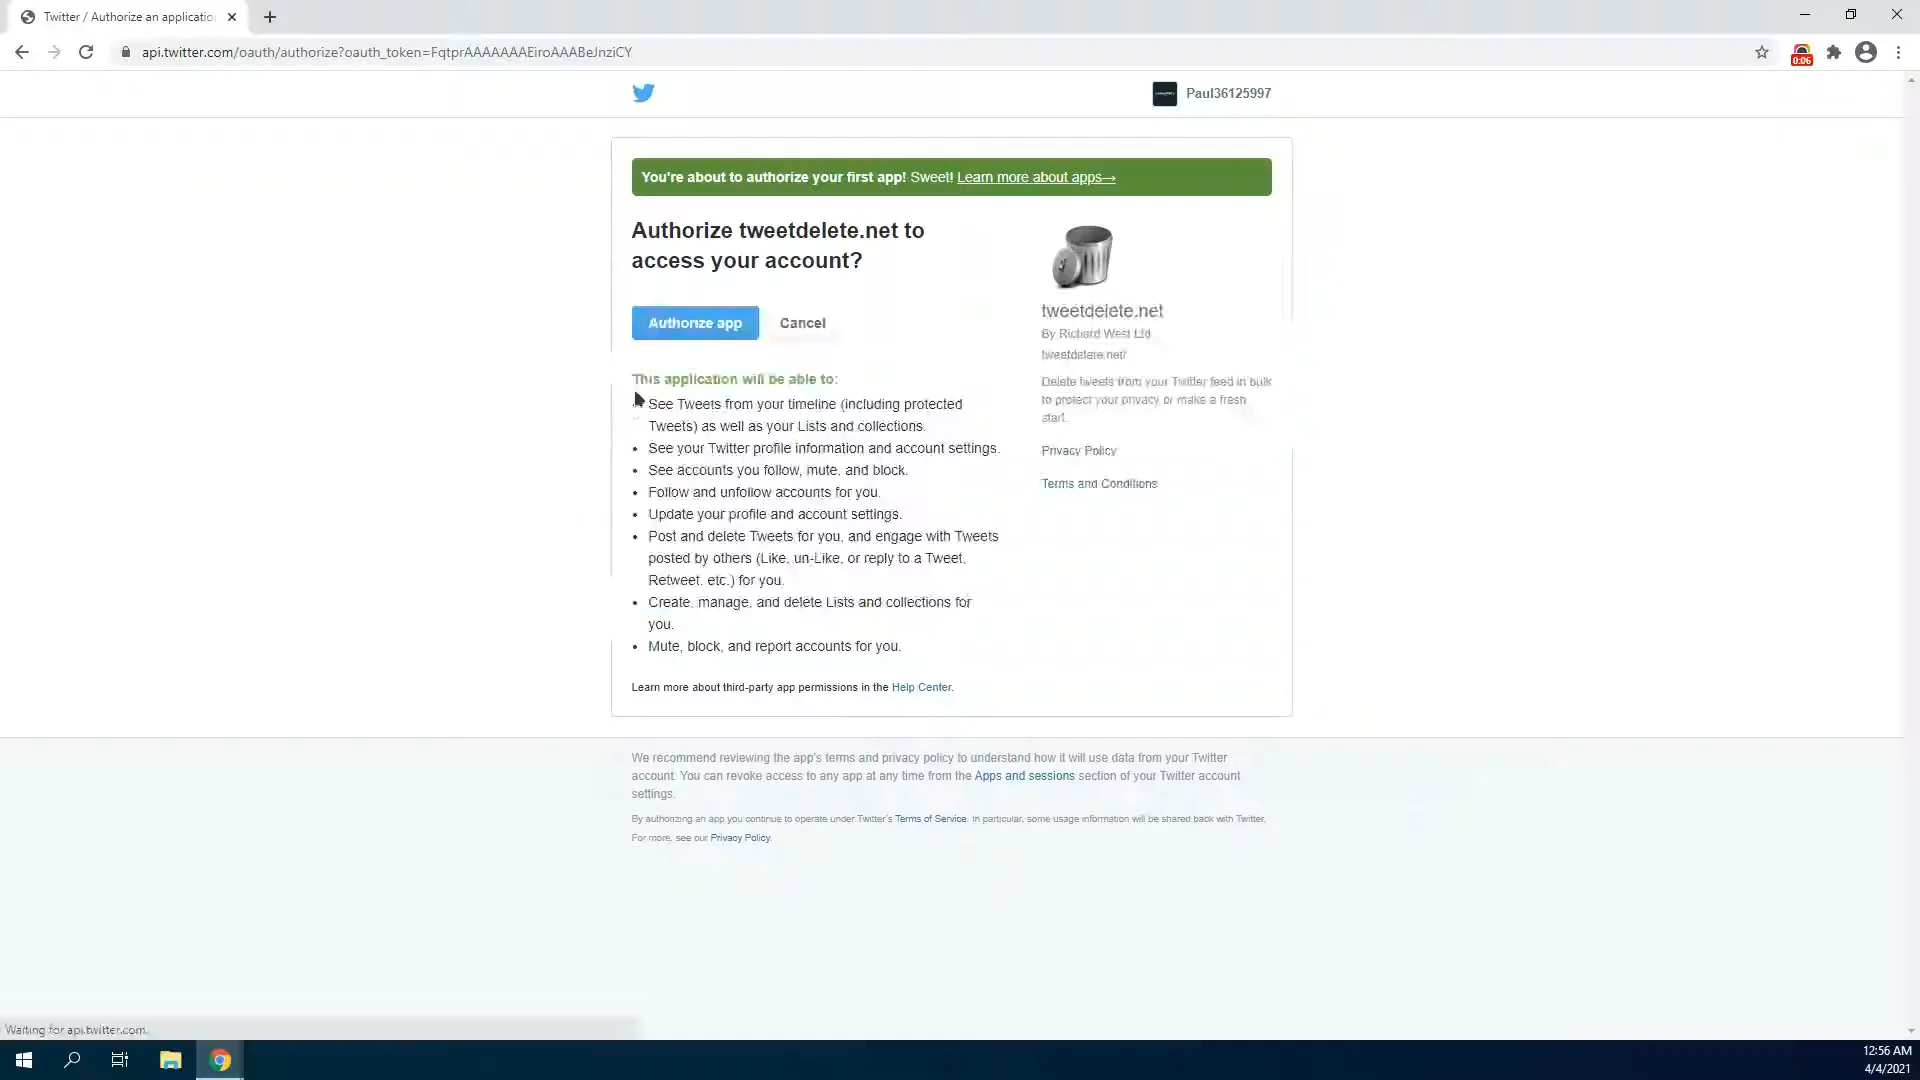 Twitter / Authorize an applicatio
api.twitter.com/oauth/authorize?oauth_token=FqtprAAAAAAAEiroAAABeJnziCY
0:06
Paul36125997
You're about to authorize your first app! Sweet! Learn more about apps→
Authorize tweetdelete.net to
access your account?
Authorize app
Cancel
This application will be able to:
See Tweets from your timeline (including protected
Tweets) as well as your Lists and collections.
• See your Twitter profile information and account settings.
• See accounts you follow, mute, and block.
• Follow and unfollow accounts for you.
• Update your profile and account settings.
• Post and delete Tweets for you, and engage with Tweets
posted by others (Like, un-Like, or reply to a Tweet,
Retweet, etc.) for you.
• Create, manage, and delete Lists and collections for
you.
• Mute, block, and report accounts for you.
Learn more about third-party app permissions in the Help Center.
tweetdelete.net
By Richard West Ltd
tweetdelete.net/
Delete tweets from your Twitter feed in bulk
to protect your privacy or make a fresh
start.
Privacy Policy
Terms and Conditions
We recommend reviewing the app's terms and privacy policy to understand how it will use data from your Twitter
account. You can revoke access to any app at any time from the Apps and sessions section of your Twitter account
settings.
By authorizing an app you continue to operate under Twitter's Terms of Service. In particular, some usage information will be shared back with Twitter.
For more, see our Privacy Policy.
Waiting for api.twitter.com...
12:56 AM
4/4/2021